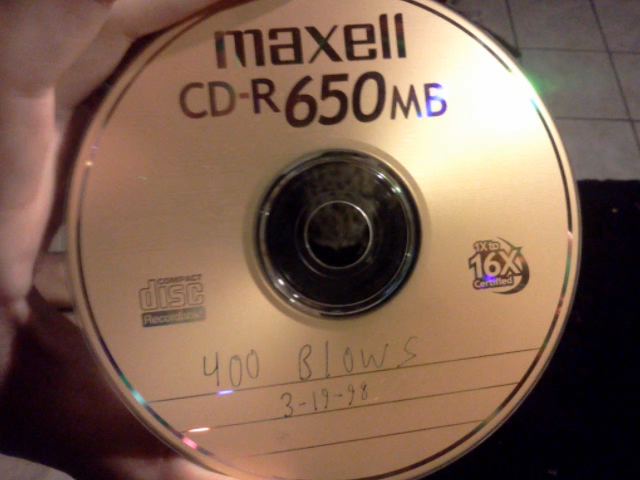 maxell
CD-R 650MB
COMPACT
disc
Recordable
1X to
16X
Certified
400 Blows
3-19-98